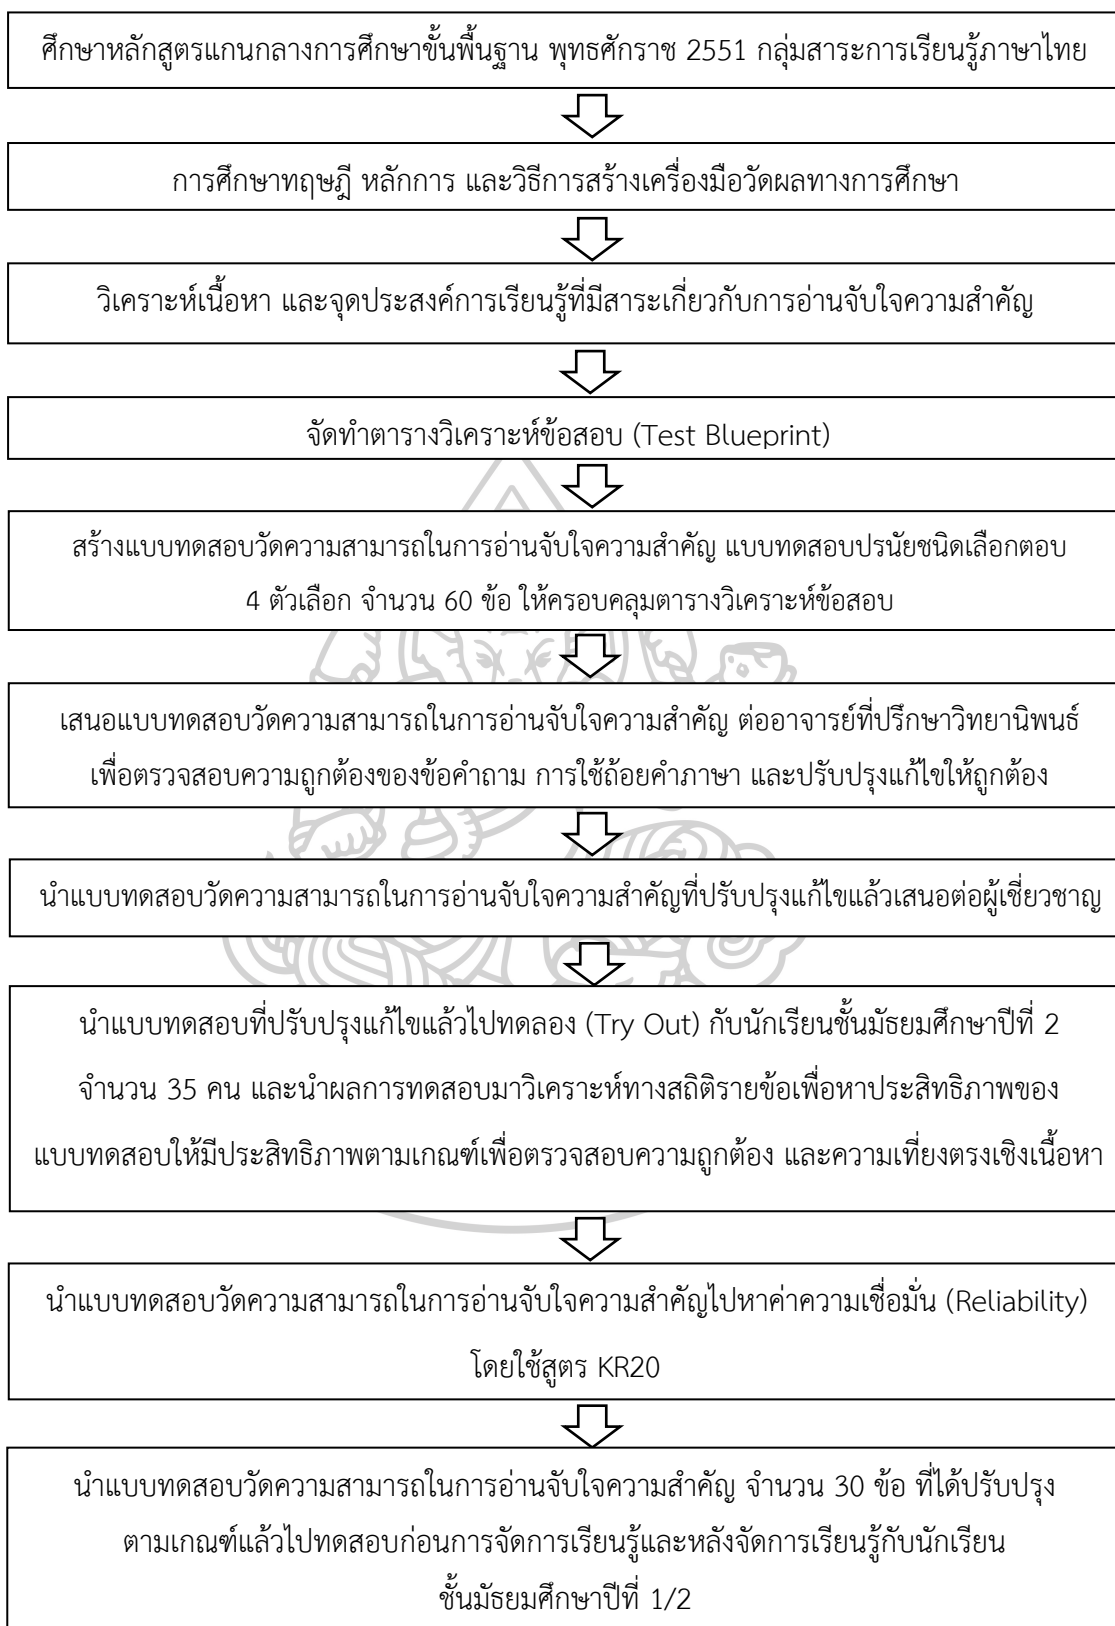 ศึกษาหลักสูตรแกนกลางการศึกษาขั้นพื้นฐาน พุทธศักราช 2551 กลุ่มสาระการเรียนรู้ภาษาไทย
การศึกษาทฤษฎี หลักการ และวิธีการสร้างเครื่องมือวัดผลทางการศึกษา
วิเคราะห์เนื้อหา และจุดประสงค์การเรียนรู้ที่มีสาระเกี่ยวกับการอ่านจับใจความสำคัญ
จัดทำตารางวิเคราะห์ข้อสอบ (Test Blueprint)
สร้างแบบทดสอบวัดความสามารถในการอ่านจับใจความสำคัญ แบบทดสอบปรนัยชนิดเลือกตอบ
4 ตัวเลือก จำนวน 60 ข้อ ให้ครอบคลุมตารางวิเคราะห์ข้อสอบ
เสนอแบบทดสอบวัดความสามารถในการอ่านจับใจความสำคัญ ต่ออาจารย์ที่ปรึกษาวิทยานิพนธ์
เพื่อตรวจสอบความถูกต้องของข้อคำถาม การใช้ถ้อยคำภาษา และปรับปรุงแก้ไขให้ถูกต้อง
นำแบบทดสอบวัดความสามารถในการอ่านจับใจความสำคัญที่ปรับปรุงแก้ไขแล้วเสนอต่อผู้เชี่ยวชาญ
นำแบบทดสอบที่ปรับปรุงแก้ไขแล้วไปทดลอง (Try Out) กับนักเรียนชั้นมัธยมศึกษาปีที่ 2
จำนวน 35 คน และนำผลการทดสอบมาวิเคราะห์ทางสถิติรายข้อเพื่อหาประสิทธิภาพของ
แบบทดสอบให้มีประสิทธิภาพตามเกณฑ์เพื่อตรวจสอบความถูกต้อง และความเที่ยงตรงเชิงเนื้อหา
นำแบบทดสอบวัดความสามารถในการอ่านจับใจความสำคัญไปหาค่าความเชื่อมั่น (Reliability)
โดยใช้สูตร KR20
นำแบบทดสอบวัดความสามารถในการอ่านจับใจความสำคัญ จำนวน 30 ข้อ ที่ได้ปรับปรุง
ตามเกณฑ์แล้วไปทดสอบก่อนการจัดการเรียนรู้และหลังจัดการเรียนรู้กับนักเรียน
ชั้นมัธยมศึกษาปีที่ 1/2